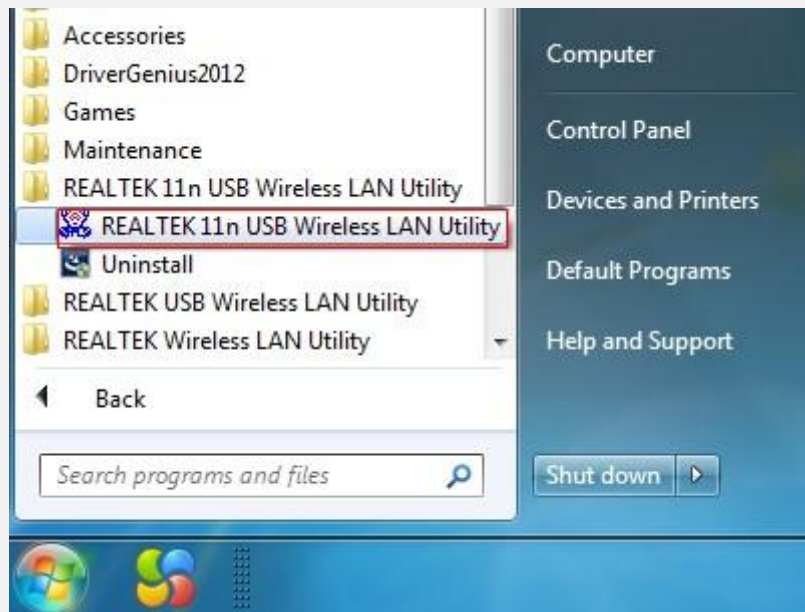 Accessories
DriverGenius2012
Games
Maintenance
REALTEK 11n USB Wireless LAN Utility
REALTEK 11n USB Wireless LAN Utility
Uninstall
REALTEK USB Wireless LAN Utility
REALTEK Wireless LAN Utility
Back
Search programs and files
Computer
Control Panel
Devices and Printers
Default Programs
Help and Support
Shut down